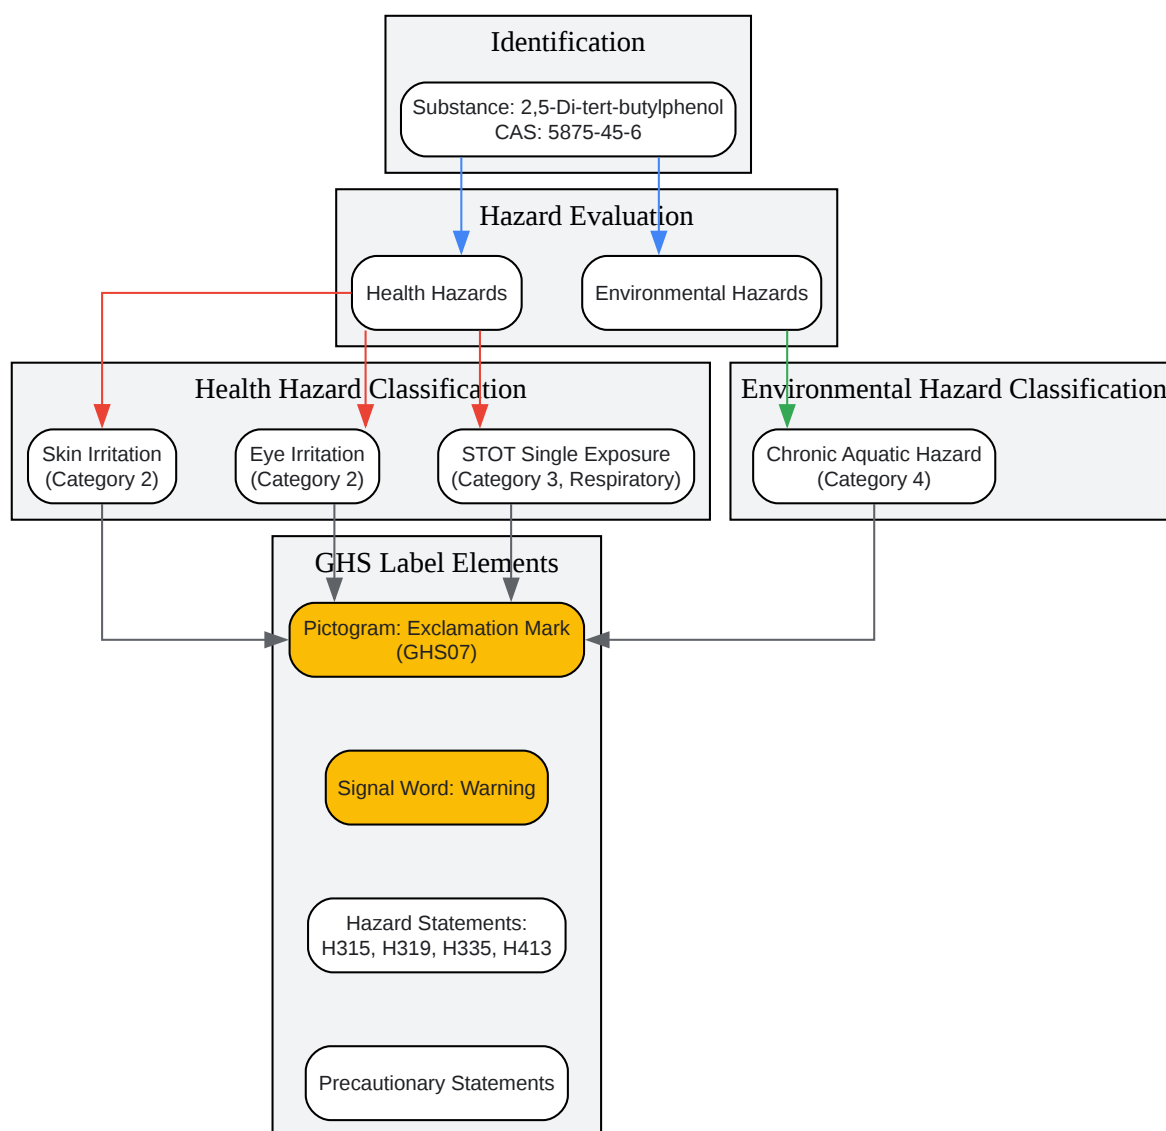 Identification
Substance: 2,5-Di-tert-butylphenol
CAS: 5875-45-6
Hazard Evaluation
Health Hazards
Environmental Hazards
Health Hazard Classification
Environmental Hazard Classification
Skin Irritation
(Category 2)
Eye Irritation
(Category 2)
STOT Single Exposure
(Category 3, Respiratory)
Chronic Aquatic Hazard
(Category 4)
GHS Label Elements
Pictogram: Exclamation Mark
(GHS07)
Signal Word: Warning
Hazard Statements:
H315, H319, H335, H413
Precautionary Statements